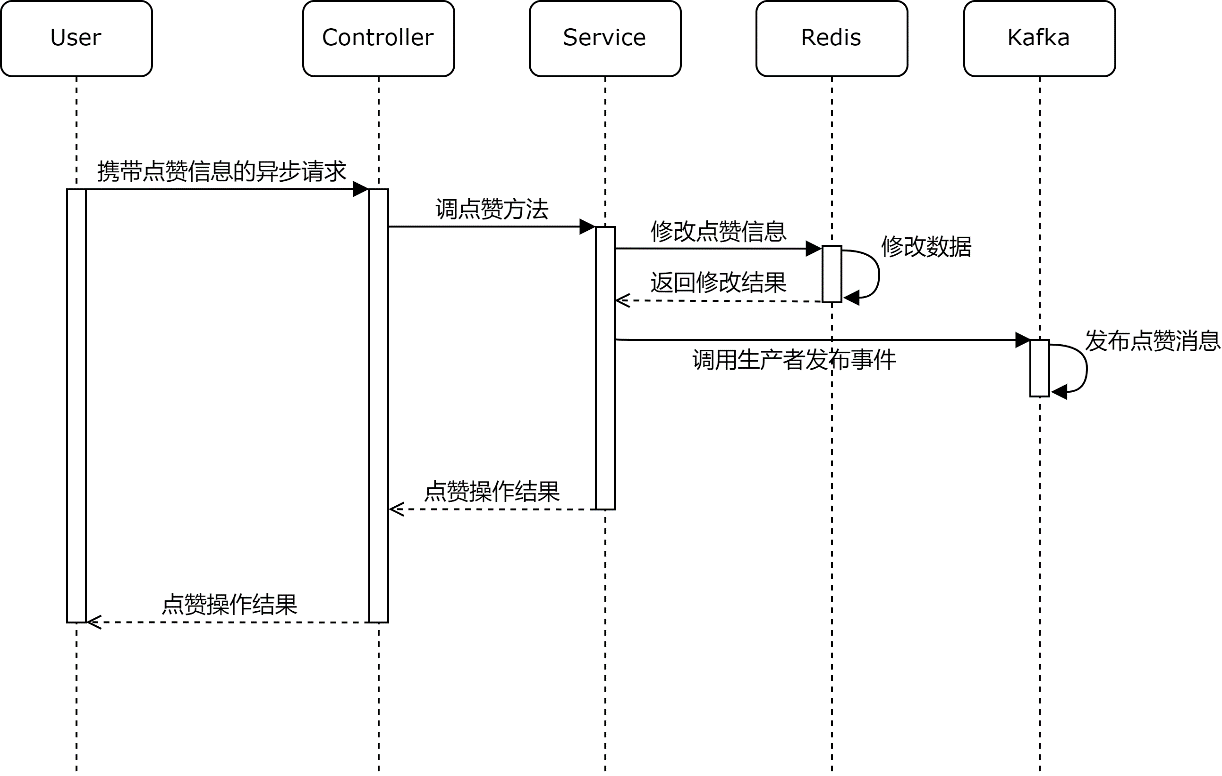 User
Controller
Service
Redis
Kafka
携带点赞信息的异步请求
调点赞方法
修改点赞信息
修改数据
返回修改结果
调用生产者发布事件
发布点赞消息
点赞操作结果
点赞操作结果